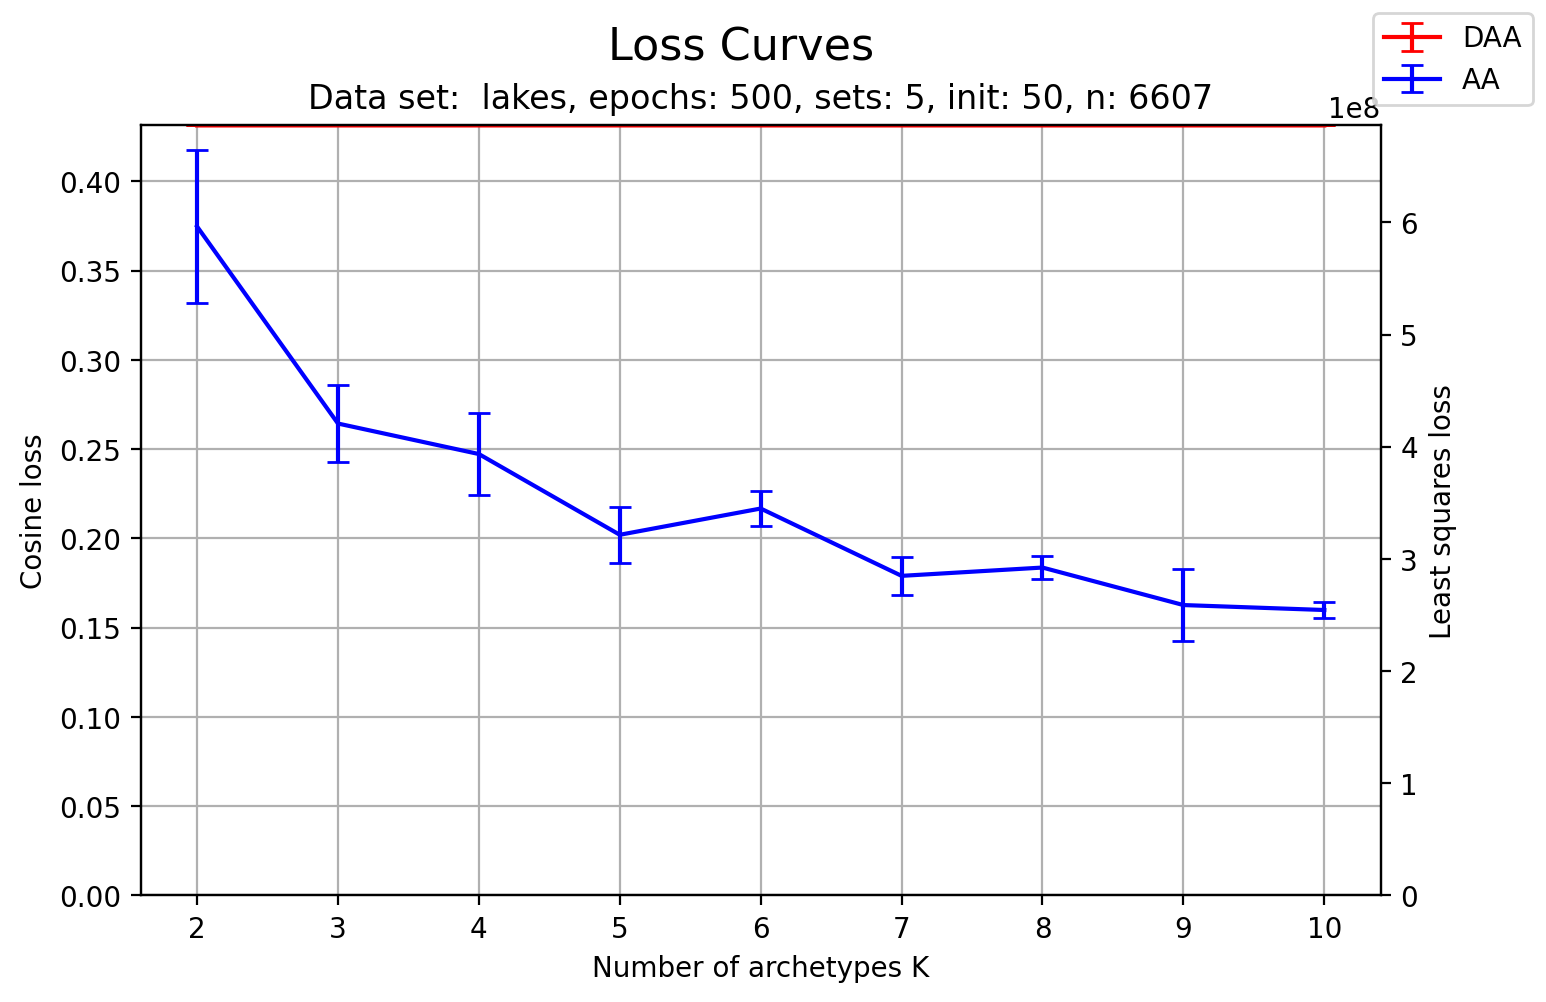 Loss Curves
Data set:  lakes, epochs: 500, sets: 5, init: 50, n: 6607
DAA
AA
1e8
0.40
0.35
0.30
0.25
0.20
0.15
0.10
0.05
0.00
Cosine loss
6
5
4
3
2
1
0
Least squares loss
2 3 4 5 6 7 8 9 10
Number of archetypes K